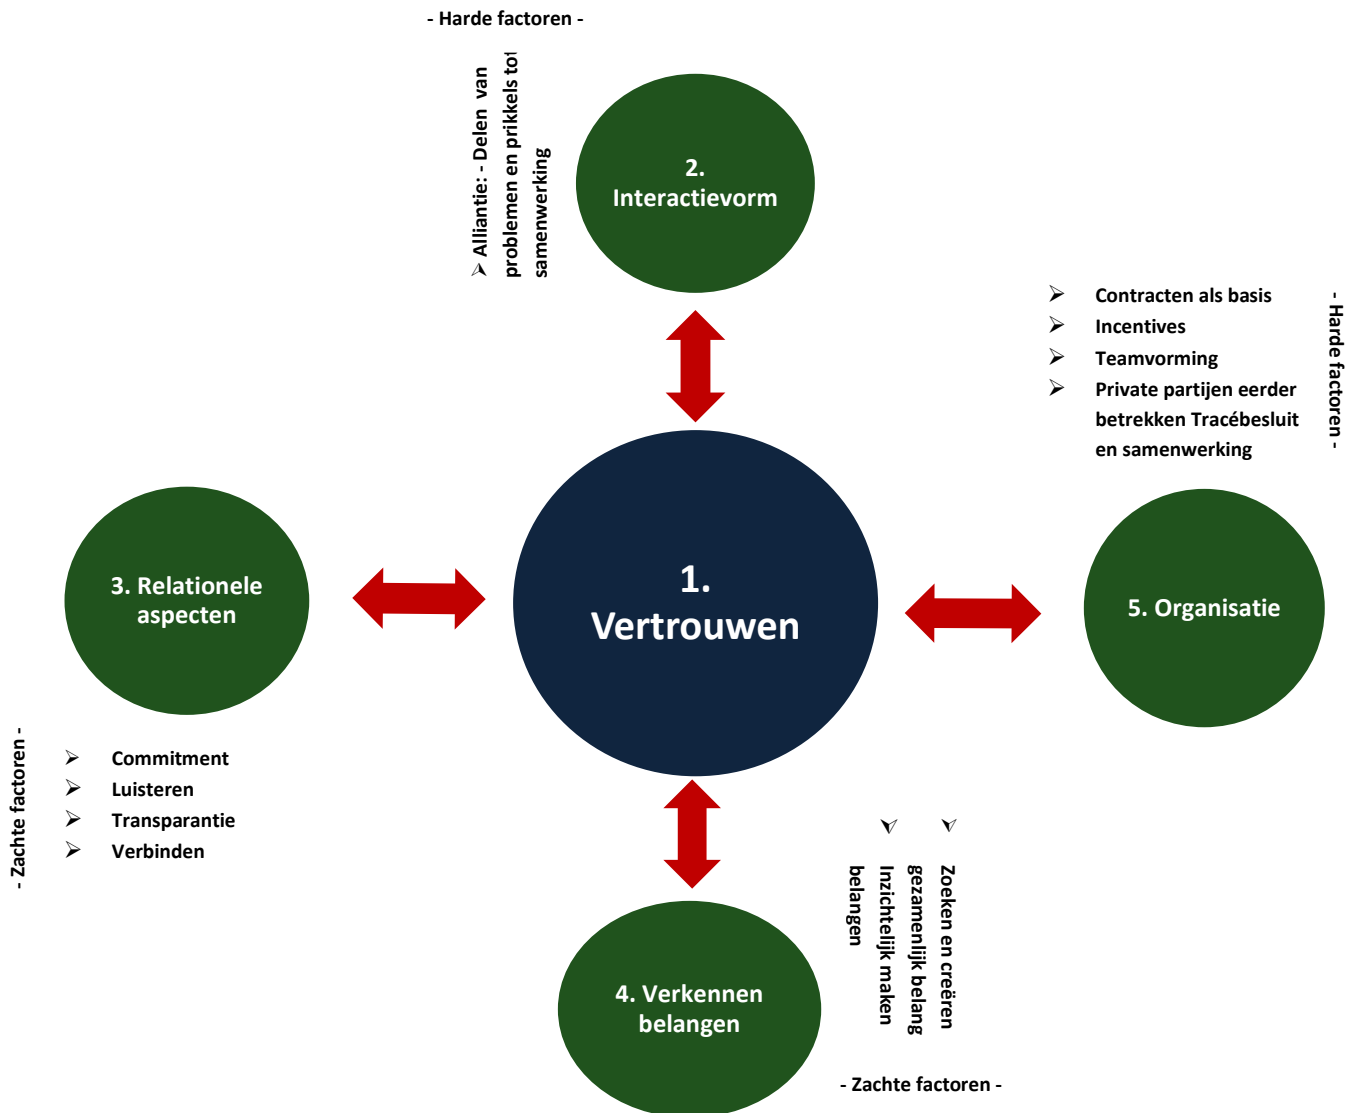 - Harde factoren -
➢ Alliantie: - Delen van
problemen en prikkels tot
samenwerking
2.
Interactievorm
➢ Contracten als basis
➢ Incentives
➢ Teamvorming
➢ Private partijen eerder
betrekken Tracébesluit
en samenwerking
- Harde factoren -
1.
Vertrouwen
3. Relationele
aspecten
5. Organisatie
- Zachte factoren -
➢ Commitment
➢ Luisteren
➢ Transparantie
➢ Verbinden
➢ Zoeken en creëren
gezamenlijk belang
➢ Inzichtelijk maken
belangen
4. Verkennen
belangen
- Zachte factoren -